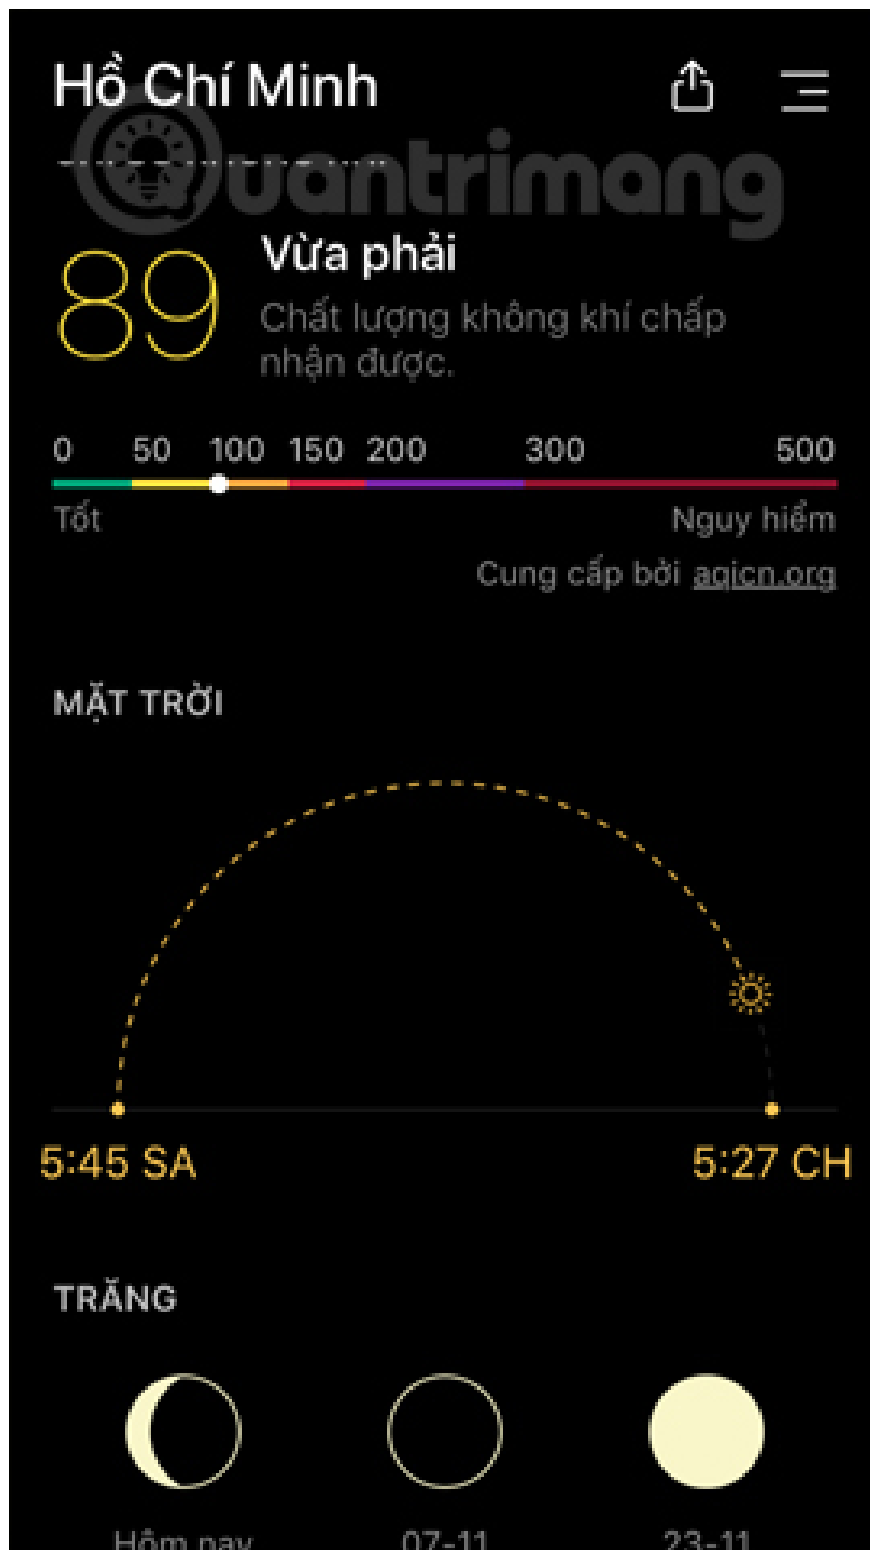 Hồ Chí Minh
Quantrimang
89
Vừa phải
Chất lượng không khí chấp
nhận được.
0 50 100 150 200 300 500
Tốt Nguy hiểm
Cung cấp bởi aqicn.org
MẶT TRỜI
5:45 SA 5:27 CH
TRĂNG
Hôm nay 07-11 23-11